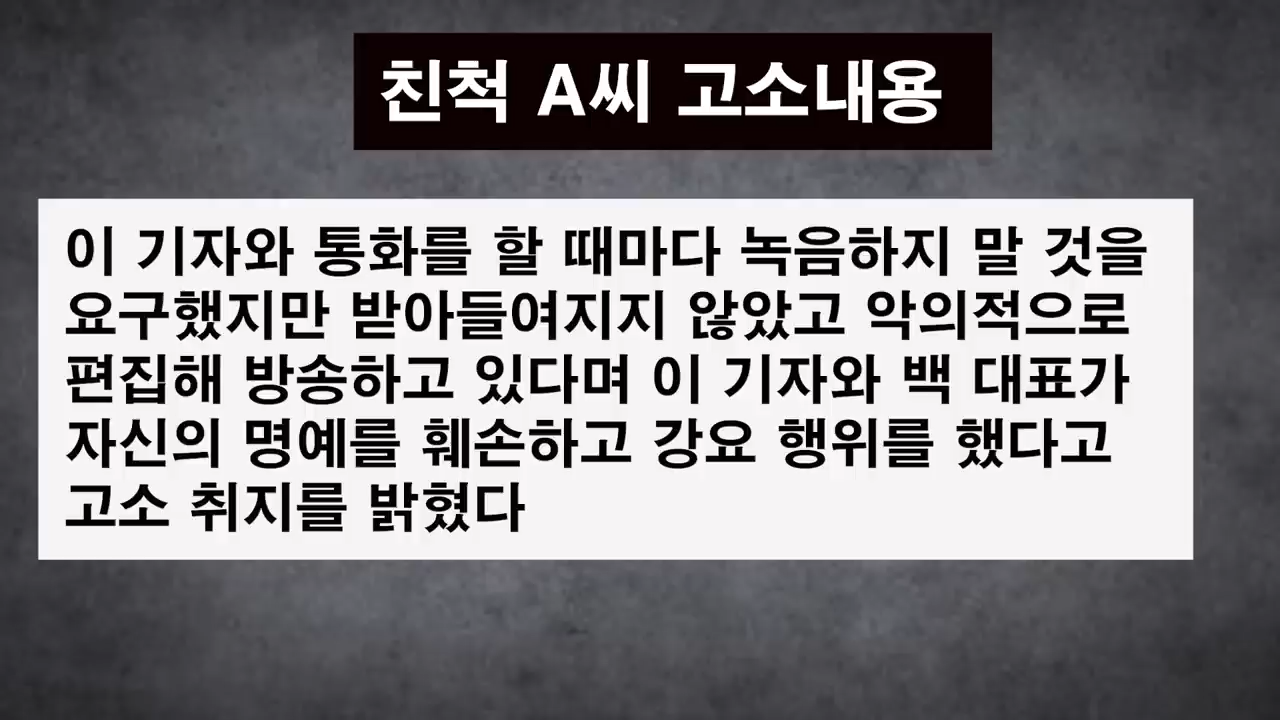 친척 A씨 고소내용
이 기자와 통화를 할 때마다 녹음하지 말 것을
요구했지만 받아들여지지 않았고 악의적으로
편집해 방송하고 있다며 이 기자와 백 대표가
자신의 명예를 훼손하고 강요 행위를 했다고
고소 취지를 밝혔다